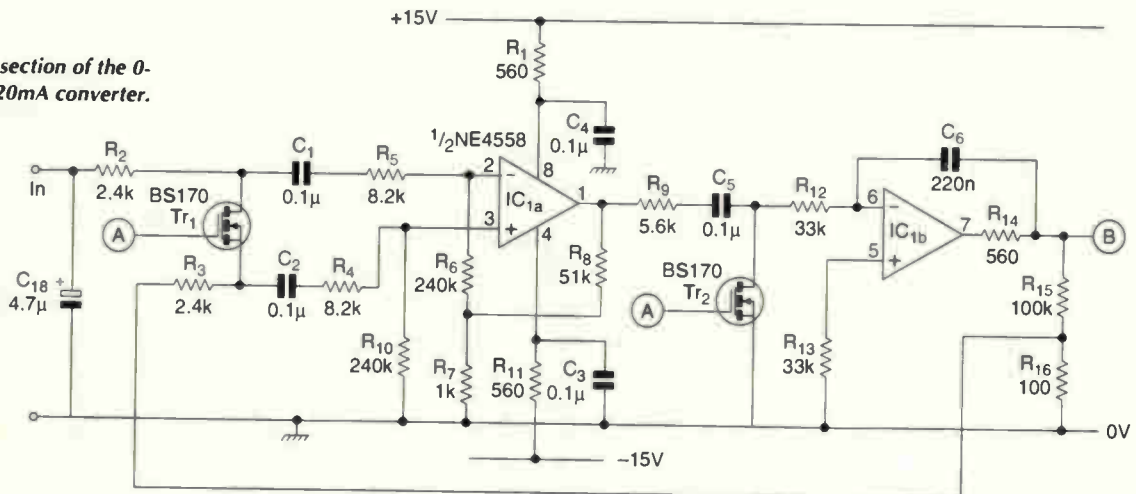 section of the 0-
20mA converter.
+15V
R1
560
1/2NE4558
C4
0.1µ
8
C6
220n
In
R2
2.4k
C1
0.1µ
R5
8.2k
2
−
IC1a
1
3
+
4
BS170
Tr1
A
R9
5.6k
C5
0.1µ
R12
33k
6
−
IC1b
7
5
+
R14
560
B
C18
4.7µ
+
R3
2.4k
C2
0.1µ
R4
8.2k
R6
240k
R8
51k
BS170
Tr2
A
R15
100k
R10
240k
R7
1k
R11
560
C3
0.1µ
R13
33k
R16
100
0V
−15V